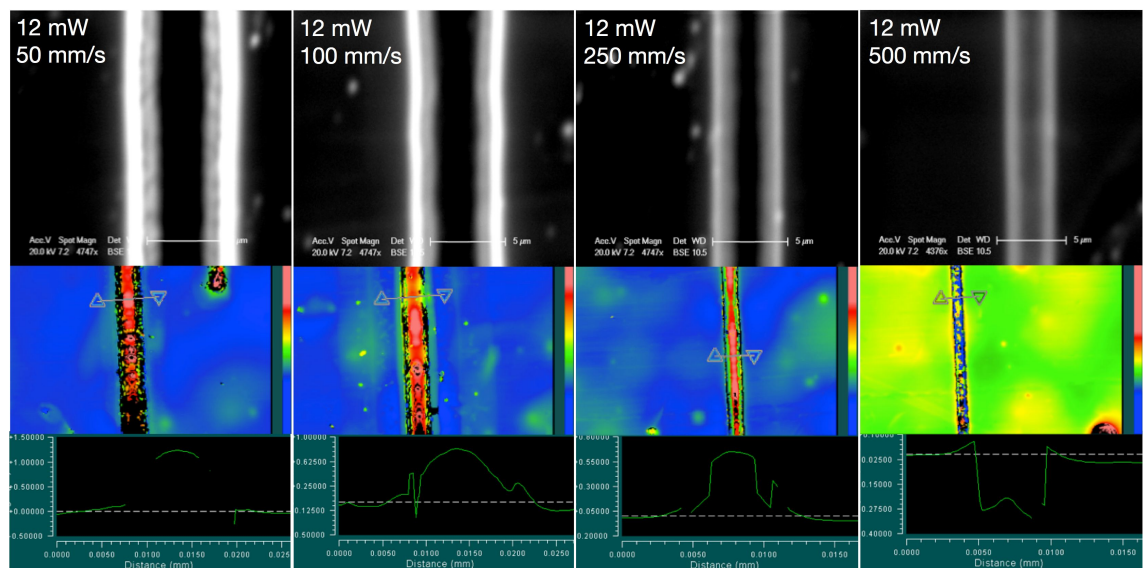 12 mW
50 mm/s
12 mW
100 mm/s
12 mW
250 mm/s
12 mW
500 mm/s
Acc.V Spot Magn Det
20.0 kV 7.2 4747x BSE
µm
Acc.V Spot Magn Det WD
20.0 kV 7.2 4747x BSE
5 µm
Acc.V Spot Magn Det WD
20.0 kV 7.2 4747x BSE 10.5
5 µm
Acc.V Spot Magn Det WD
20.0 kV 7.2 4376x BSE 10.5
5 µm
1.50000
1.00000
0.50000
0.00000
0.50000
0.0000 0.0050 0.0100 0.0150 0.0200 0.025
Distance (mm)
1.00000
0.62500
0.25000
0.12500
0.50000
0.0000 0.0050 0.0100 0.0150 0.0200 0.025
Distance (mm)
0.80000
0.55000
0.30000
0.05000
0.20000
0.0000 0.0050 0.0100 0.0150
Distance (mm)
0.10000
0.02500
0.15000
0.27500
0.40000
0.0000 0.0050 0.0100 0.0150
Distance (mm)